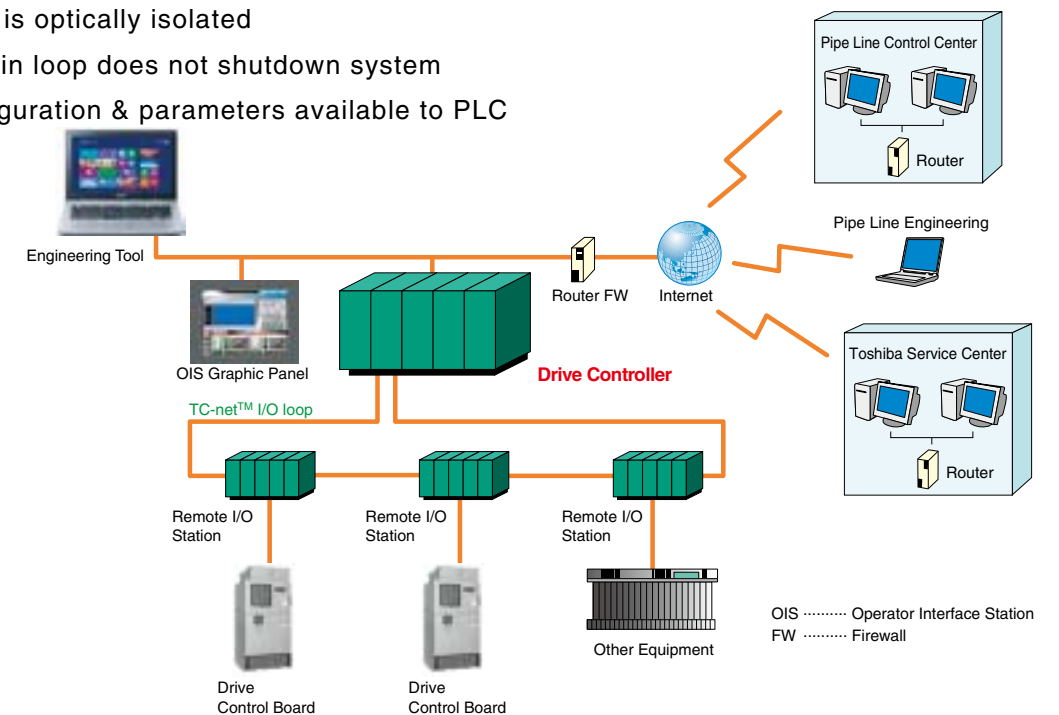 is optically isolated
in loop does not shutdown system
guration & parameters available to PLC
Pipe Line Control Center
Router
Engineering Tool
Pipe Line Engineering
Router FW
Internet
OIS Graphic Panel
Drive Controller
Toshiba Service Center
Router
TC-net™ I/O loop
Remote I/O
Station
Remote I/O
Station
Remote I/O
Station
Other Equipment
OIS ·········· Operator Interface Station
FW ·········· Firewall
Drive
Control Board
Drive
Control Board